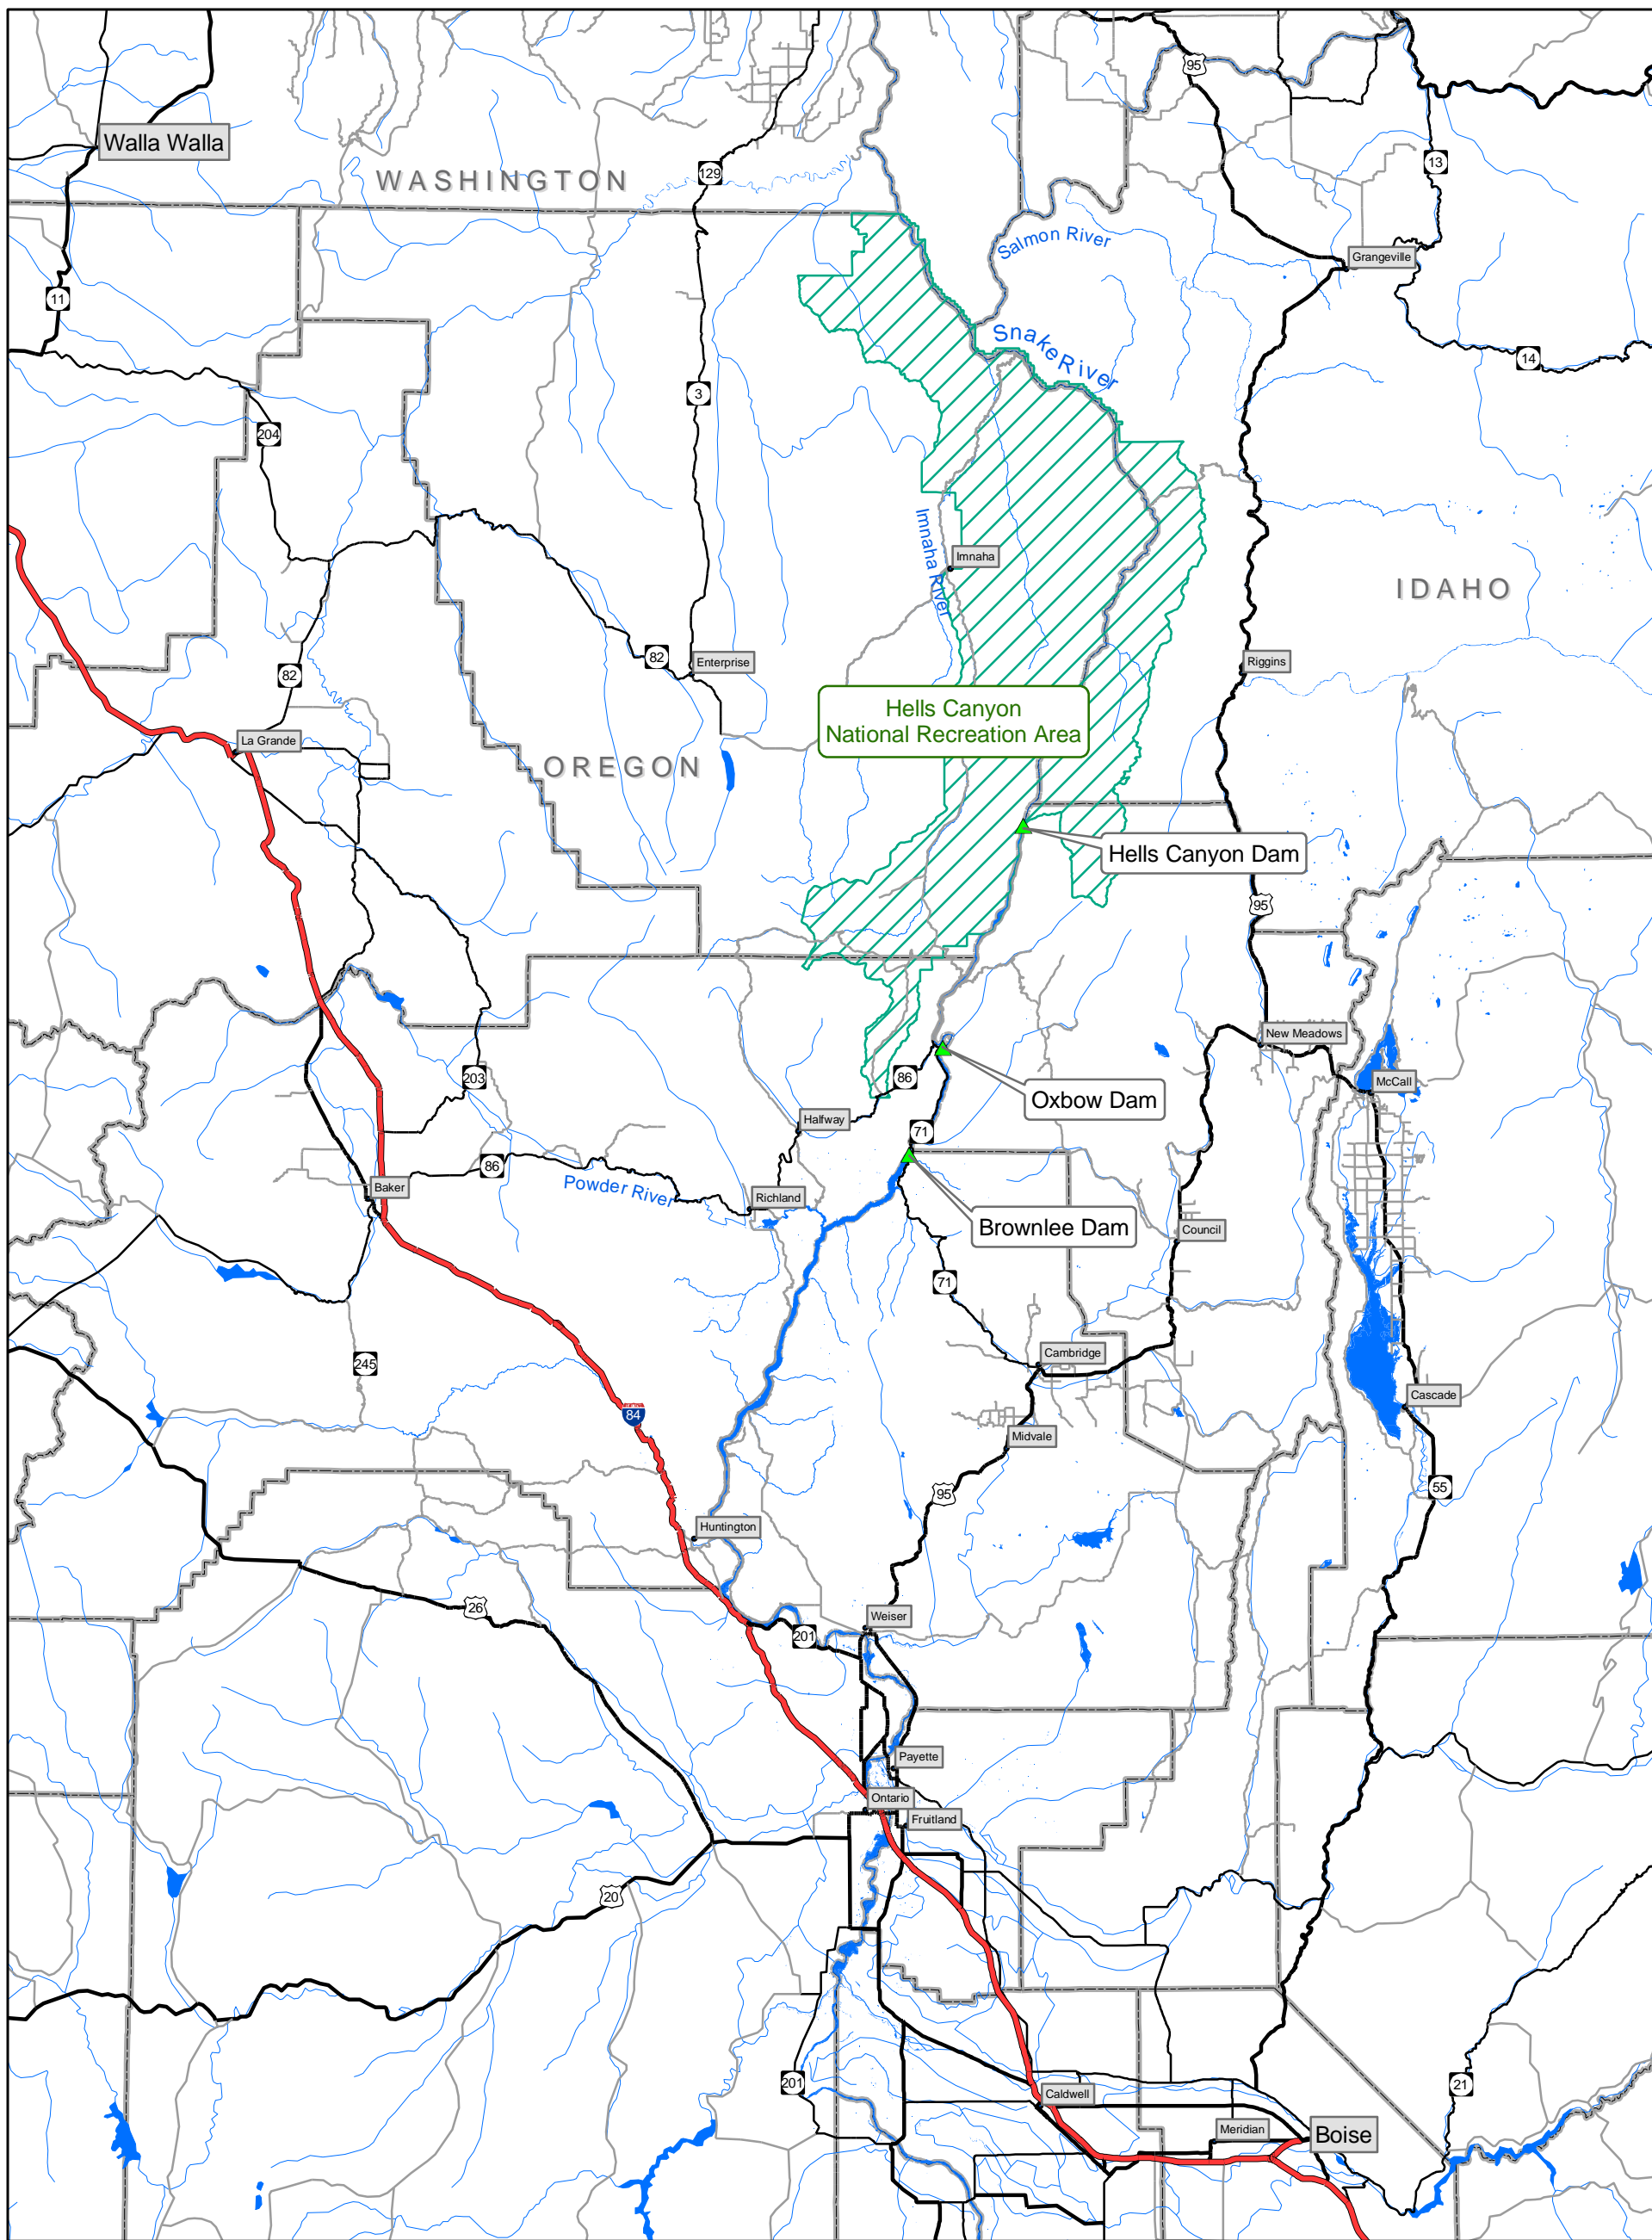 95
Walla Walla
WASHINGTON
129
13
Salmon River
Grangeville
11
Snake River
14
3
204
Imnaha River
Imnaha
IDAHO
82
Enterprise
Riggins
82
Hells Canyon
National Recreation Area
La Grande
OREGON
Hells Canyon Dam
95
New Meadows
203
86
McCall
Oxbow Dam
Halfway
71
86
Powder River
Baker
Richland
Brownlee Dam
Council
71
245
Cambridge
Cascade
84
Midvale
95
55
Huntington
26
Weiser
201
Payette
Ontario
Fruitland
20
201
Caldwell
21
Meridian
Boise